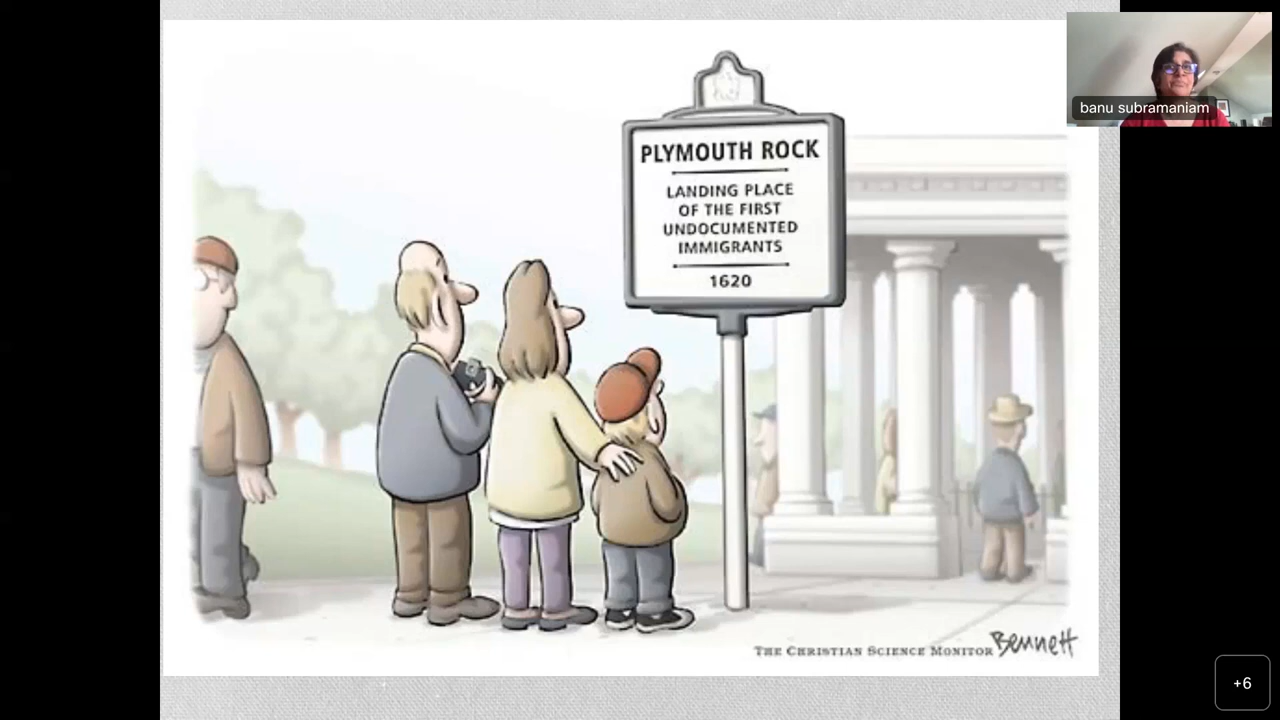 banu subramaniam
PLYMOUTH ROCK
LANDING PLACE
OF THE FIRST
UNDOCUMENTED
IMMIGRANTS
1620
THE CHRISTIAN SCIENCE MONITOR Bennett
+6